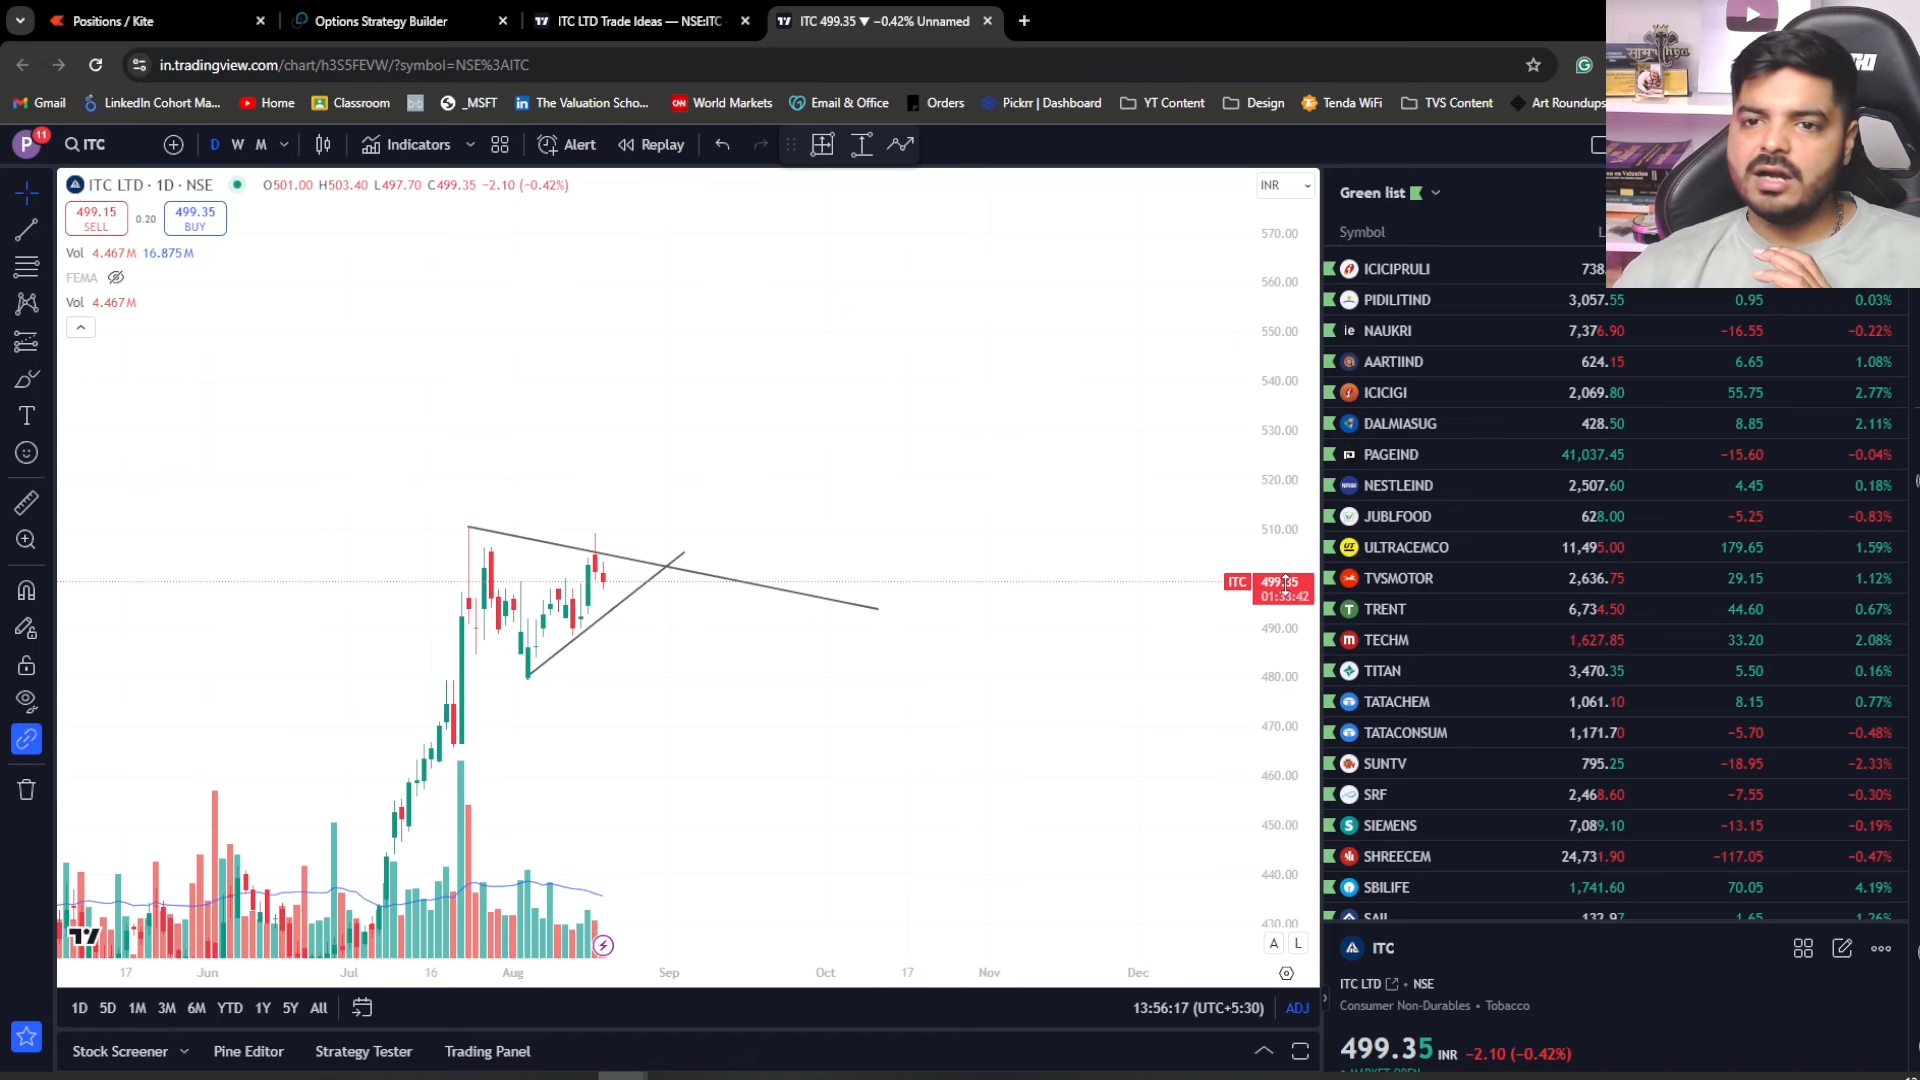 Positions / Kite
Options Strategy Builder
ITC LTD Trade Ideas — NSE:ITC
ITC 499.35 ▼ −0.42% Unnamed
in.tradingview.com/chart/h3S5FEVW/?symbol=NSE%3AITC
Gmail
LinkedIn Cohort Ma...
Home
Classroom
_MSFT
The Valuation Scho...
World Markets
Email & Office
Orders
Pickrr | Dashboard
YT Content
Design
Tenda WiFi
TVS Content
Art Roundups
P 11
ITC
D W M
Indicators
Alert
Replay
ITC LTD · 1D · NSE O501.00 H503.40 L497.70 C499.35 −2.10 (−0.42%)
499.15 SELL
0.20
499.35 BUY
Vol 4.467M 16.875M
FEMA
Vol 4.467M
INR
570.00
560.00
550.00
540.00
530.00
520.00
510.00
ITC 499.35
01:33:42
490.00
480.00
470.00
460.00
450.00
440.00
430.00
A L
17 Jun Jul 16 Aug Sep Oct 17 Nov Dec
1D 5D 1M 3M 6M YTD 1Y 5Y All
13:56:17 (UTC+5:30) ADJ
Stock Screener
Pine Editor
Strategy Tester
Trading Panel
Green list
Symbol L
ICICIPRULI 738.
PIDILITIND 3,057.55 0.95 0.03%
NAUKRI 7,376.90 −16.55 −0.22%
AARTIIND 624.15 6.65 1.08%
ICICIGI 2,069.80 55.75 2.77%
DALMIASUG 428.50 8.85 2.11%
PAGEIND 41,037.45 −15.60 −0.04%
NESTLEIND 2,507.60 4.45 0.18%
JUBLFOOD 628.00 −5.25 −0.83%
ULTRACEMCO 11,495.00 179.65 1.59%
TVSMOTOR 2,636.75 29.15 1.12%
TRENT 6,734.50 44.60 0.67%
TECHM 1,627.85 33.20 2.08%
TITAN 3,470.35 5.50 0.16%
TATACHEM 1,061.10 8.15 0.77%
TATACONSUM 1,171.70 −5.70 −0.48%
SUNTV 795.25 −18.95 −2.33%
SRF 2,468.60 −7.55 −0.30%
SIEMENS 7,089.10 −13.15 −0.19%
SHREECEM 24,731.90 −117.05 −0.47%
SBILIFE 1,741.60 70.05 4.19%
SAIL 132.97 1.65 1.26%
ITC
ITC LTD • NSE
Consumer Non-Durables • Tobacco
499.35 INR −2.10 (−0.42%)
MARKET OPEN